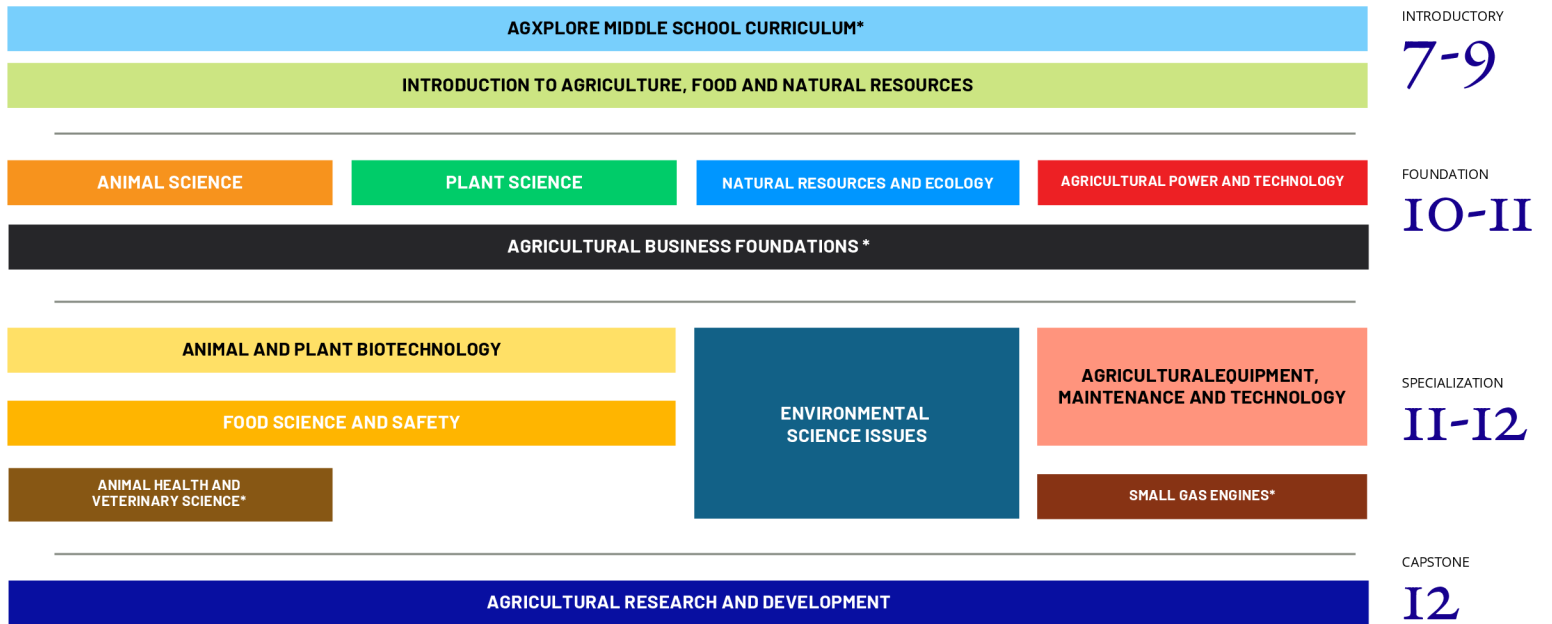 AGXPLORE MIDDLE SCHOOL CURRICULUM*
INTRODUCTORY
7-9
INTRODUCTION TO AGRICULTURE, FOOD AND NATURAL RESOURCES
ANIMAL SCIENCE
PLANT SCIENCE
NATURAL RESOURCES AND ECOLOGY
AGRICULTURAL POWER AND TECHNOLOGY
FOUNDATION
10-11
AGRICULTURAL BUSINESS FOUNDATIONS *
ANIMAL AND PLANT BIOTECHNOLOGY
FOOD SCIENCE AND SAFETY
ANIMAL HEALTH AND
VETERINARY SCIENCE*
ENVIRONMENTAL
SCIENCE ISSUES
AGRICULTURALEQUIPMENT,
MAINTENANCE AND TECHNOLOGY
SMALL GAS ENGINES*
SPECIALIZATION
11-12
AGRICULTURAL RESEARCH AND DEVELOPMENT
CAPSTONE
12